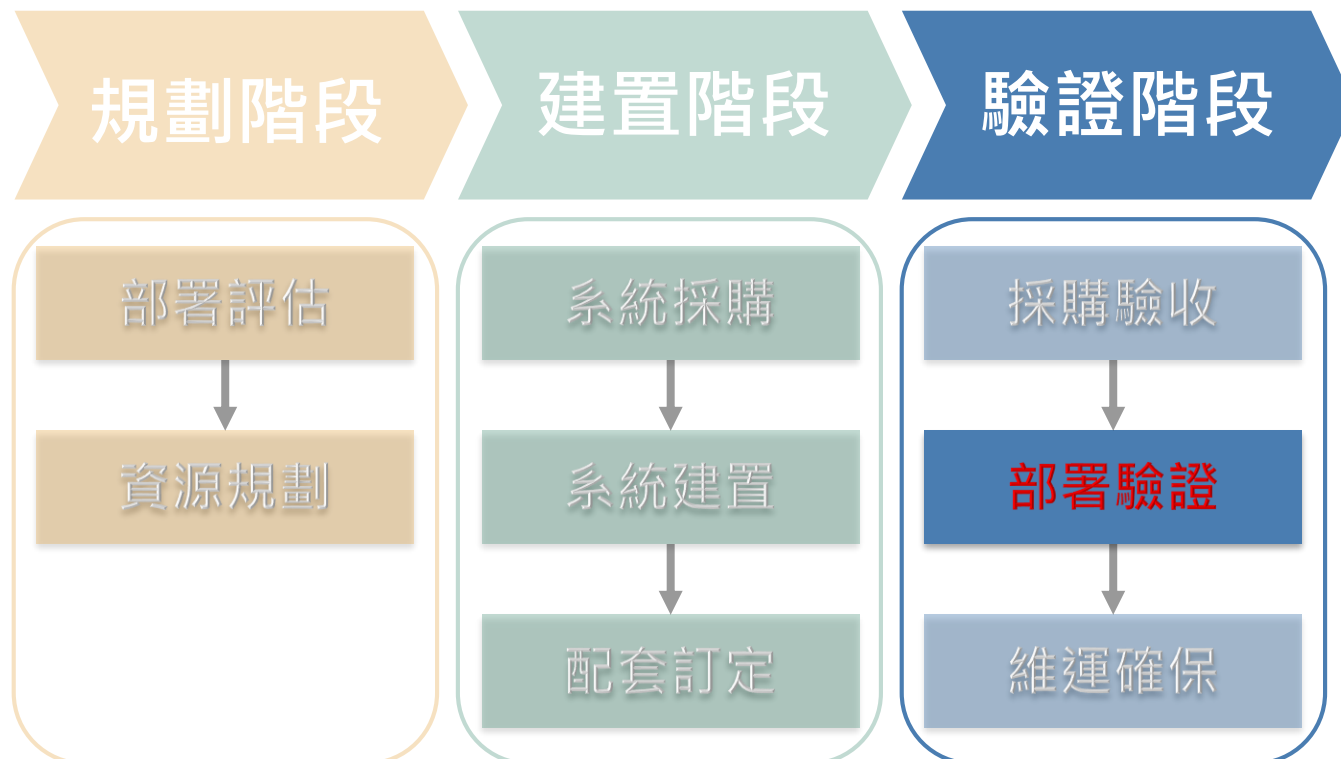 規劃階段
建置階段
驗證階段
部署評估
資源規劃
系統採購
系統建置
配套訂定
採購驗收
部署驗證
維運確保